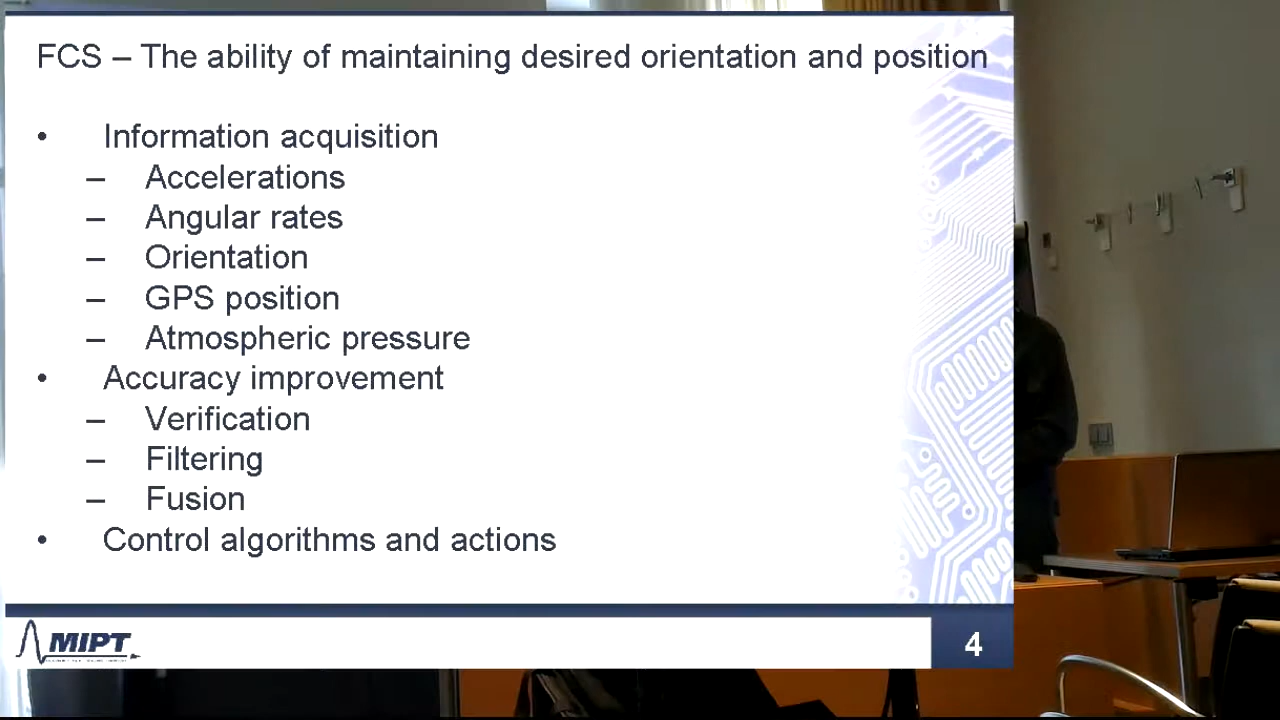 FCS – The ability of maintaining desired orientation and position
• Information acquisition
– Accelerations
– Angular rates
– Orientation
– GPS position
– Atmospheric pressure
• Accuracy improvement
– Verification
– Filtering
– Fusion
• Control algorithms and actions
MIPT
4